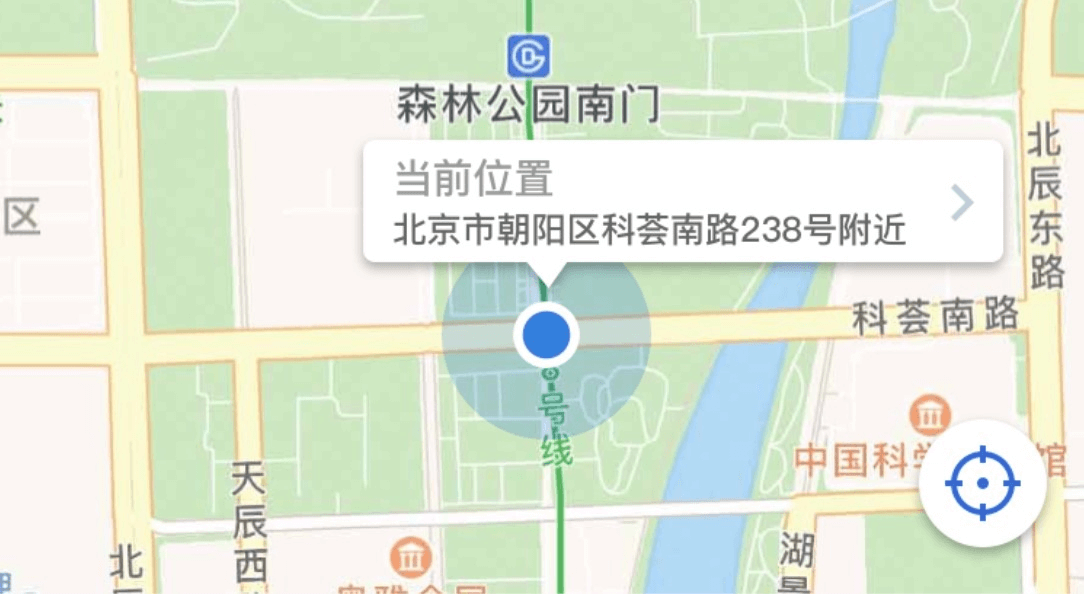 森林公园南门
当前位置
北京市朝阳区科荟南路238号附近
区
北辰东路
科荟南路
8号线
中国科学
馆
天辰西
北
湖景